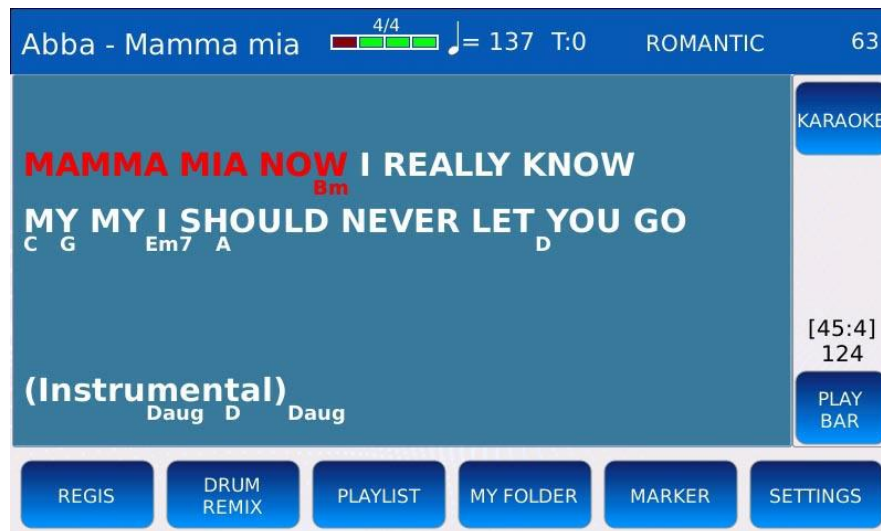 Abba - Mamma mia 4/4 ♩= 137 T:0 ROMANTIC 63
KARAOKE
MAMMA MIA NOW I REALLY KNOW
Bm
MY MY I SHOULD NEVER LET YOU GO
C G Em7 A D
[45:4]
124
(Instrumental)
Daug D Daug
PLAY
BAR
REGIS
DRUM
REMIX
PLAYLIST
MY FOLDER
MARKER
SETTINGS